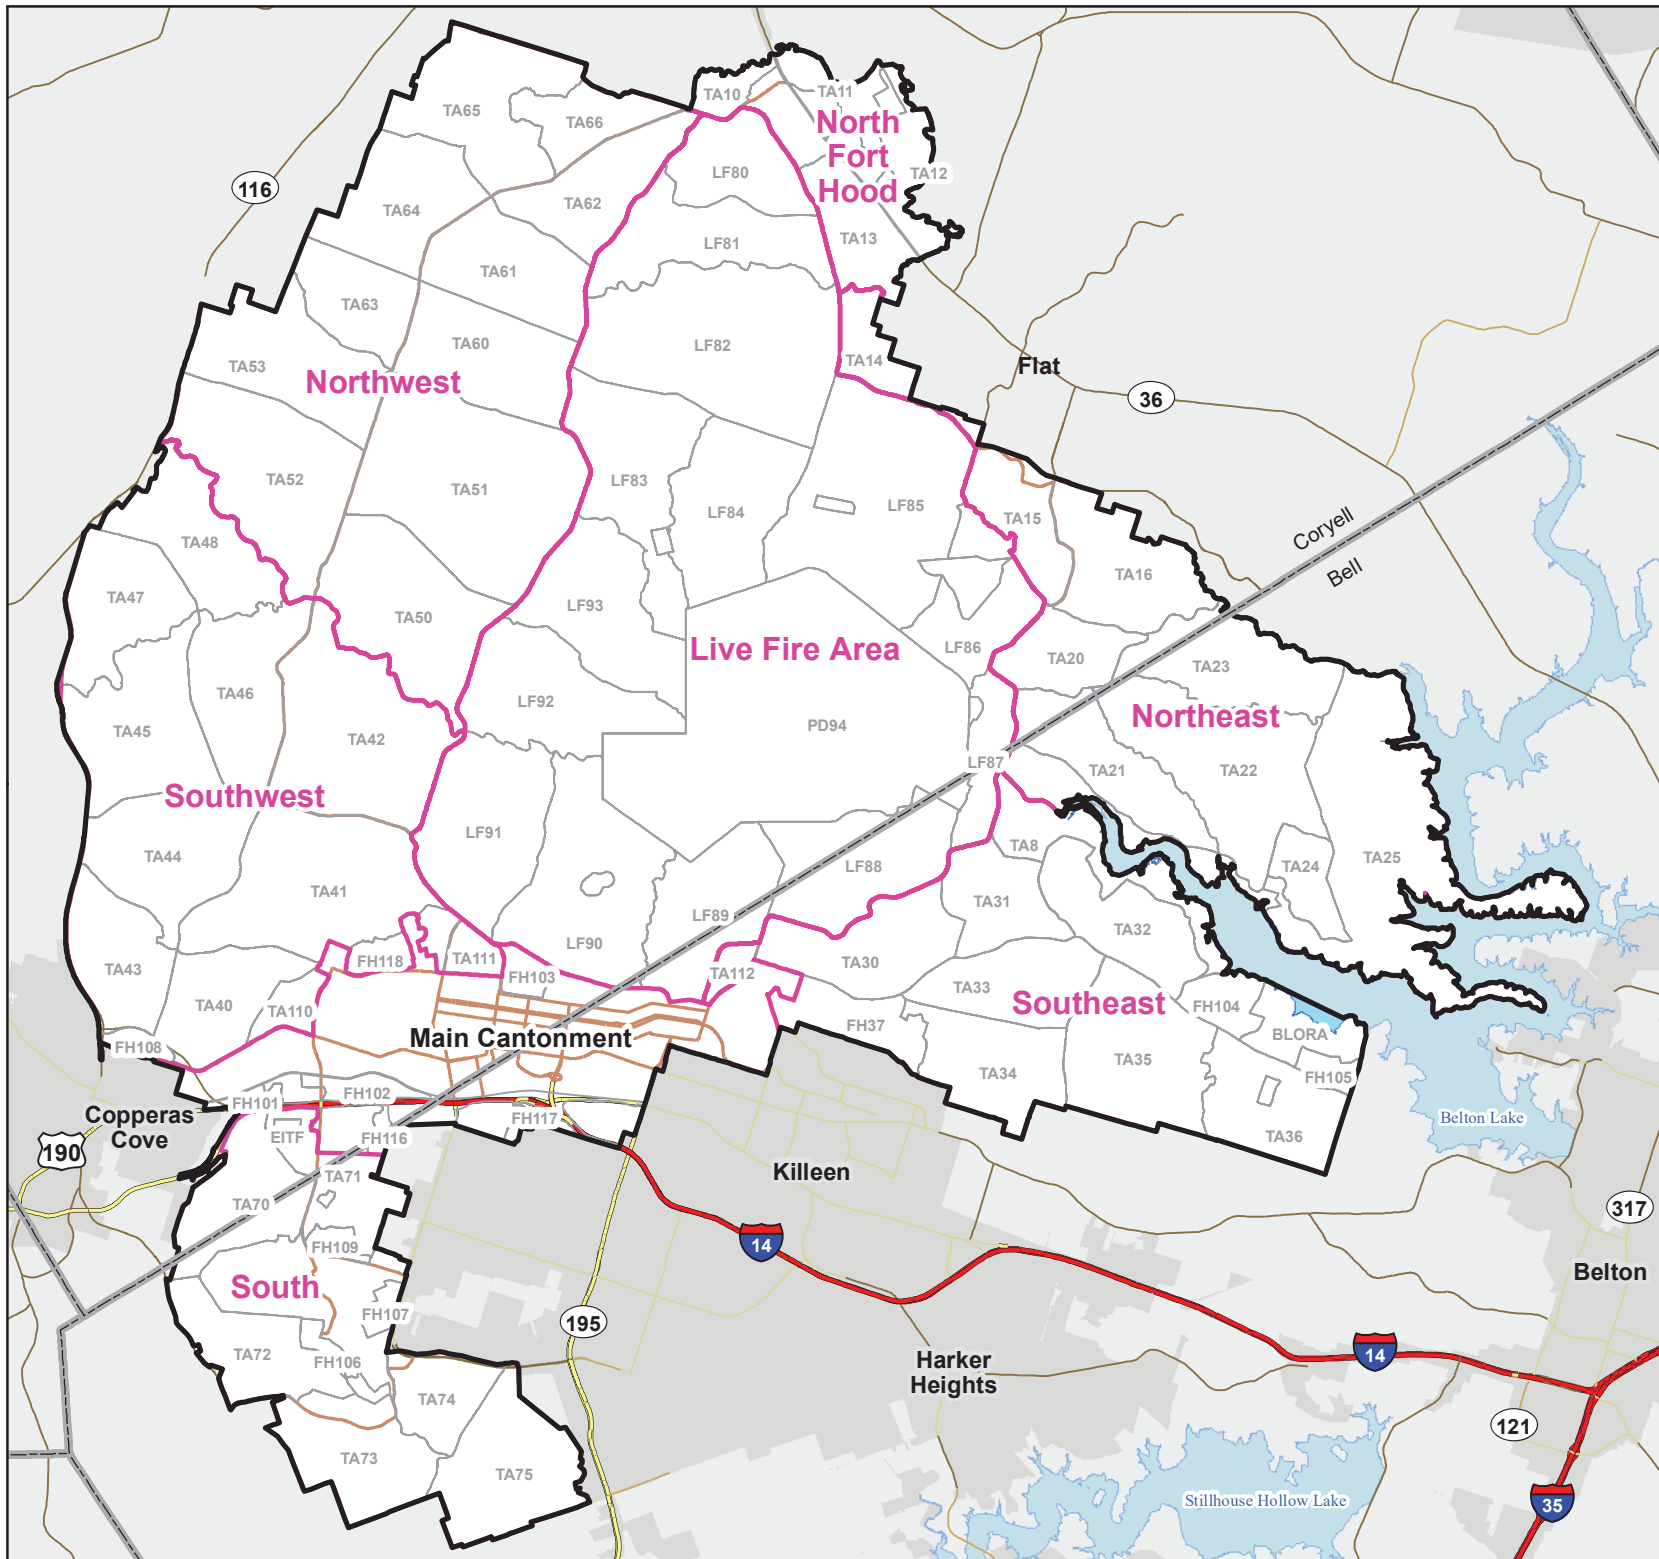 TA65
TA66
TA10
TA11
North
Fort
Hood
TA12
116
LF80
TA64
TA62
TA13
LF81
TA61
TA63
TA60
LF82
TA14
TA53
Northwest
Flat
36
TA52
TA51
LF83
LF84
LF85
TA15
Coryell
Bell
TA48
TA16
TA47
TA50
LF93
Live Fire Area
LF86
TA20
TA23
TA46
LF92
TA45
TA42
PD94
Northeast
LF87
TA21
TA22
Southwest
LF91
TA8
TA44
LF88
TA24
TA25
TA41
TA31
LF89
TA32
LF90
TA43
FH118
TA111
FH103
TA112
TA30
TA33
Southeast
FH104
TA40
TA110
FH37
BLORA
Main Cantonment
FH108
TA35
TA34
FH105
FH101
FH102
Copperas
Cove
FH117
Belton Lake
190
EITF
FH116
TA36
TA71
Killeen
TA70
317
FH109
14
Belton
South
FH107
195
TA72
FH106
Harker
Heights
14
TA74
121
TA73
TA75
Stillhouse Hollow Lake
35